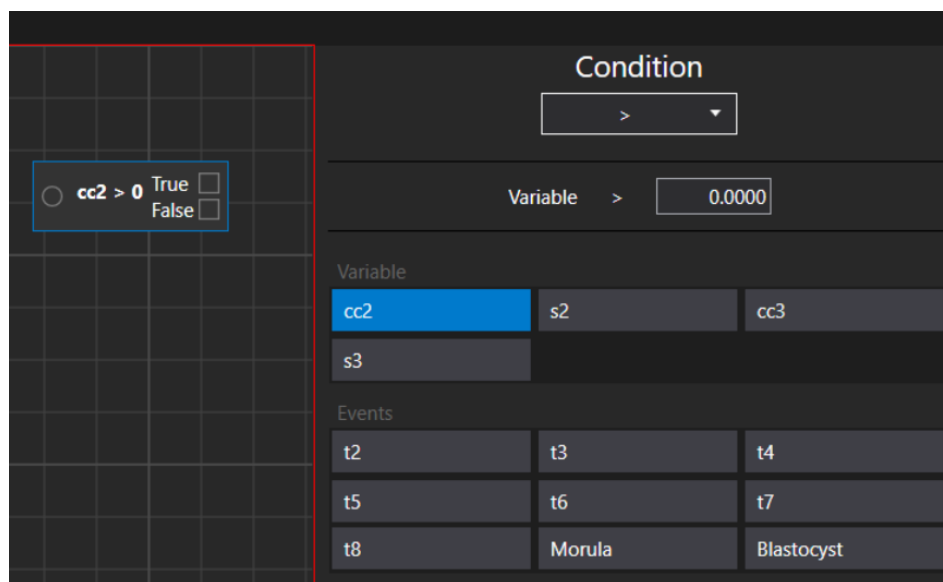 cc2 > 0
True
False
Condition
>
Variable > 0.0000
Variable
cc2 s2 cc3
s3
Events
t2 t3 t4
t5 t6 t7
t8 Morula Blastocyst